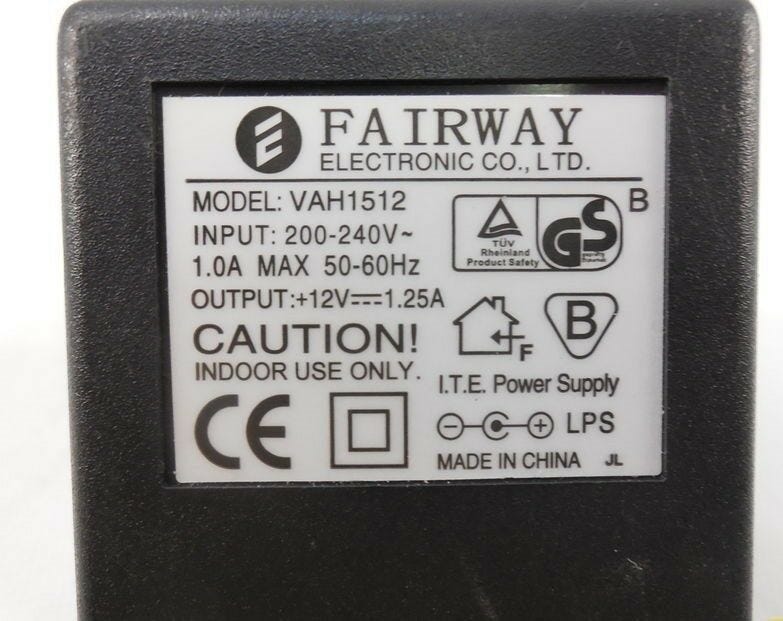 FAIRWAY
ELECTRONIC CO., LTD.
MODEL: VAH1512
INPUT: 200-240V~
1.0A MAX 50-60Hz
OUTPUT:+12V⎓1.25A
CAUTION!
INDOOR USE ONLY.
CE
TÜV
Rheinland
Product Safety
GS
B
F
B
I.T.E. Power Supply
LPS
MADE IN CHINA JL